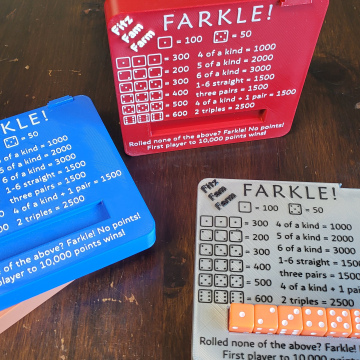 Fitz
Fam
Farm
FARKLE!
= 100 = 50
= 300 4 of a kind = 1000
= 200 5 of a kind = 2000
= 300 6 of a kind = 3000
= 400 1-6 straight = 1500
= 500 three pairs = 1500
= 600 4 of a kind + 1 pair = 1500
2 triples = 2500
Rolled none of the above? Farkle! No points!
First player to 10,000 points wins!
KLE!
= 50
of a kind = 1000
of a kind = 2000
of a kind = 3000
1-6 straight = 1500
three pairs = 1500
4 of a kind + 1 pair = 1500
2 triples = 2500
of the above? Farkle! No points!
player to 10,000 points wins!
Fitz
Fam
Farm
FARKLE!
= 100 = 50
= 300 4 of a kind = 1000
= 200 5 of a kind = 2000
= 300 6 of a kind = 3000
= 400 1-6 straight = 1500
= 500 three pairs = 1500
= 600 4 of a kind + 1 pair
2 triples = 2500
Rolled none of the above? Farkle!
First player to 10,000 points